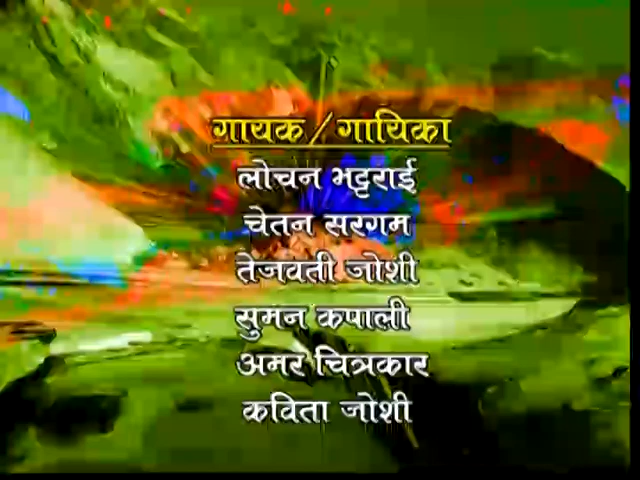 गायक / गायिका
लोचन भट्टराई
चेतन सरगम
तेजवती जोशी
सुमन कपाली
अमर चित्रकार
कविता जोशी